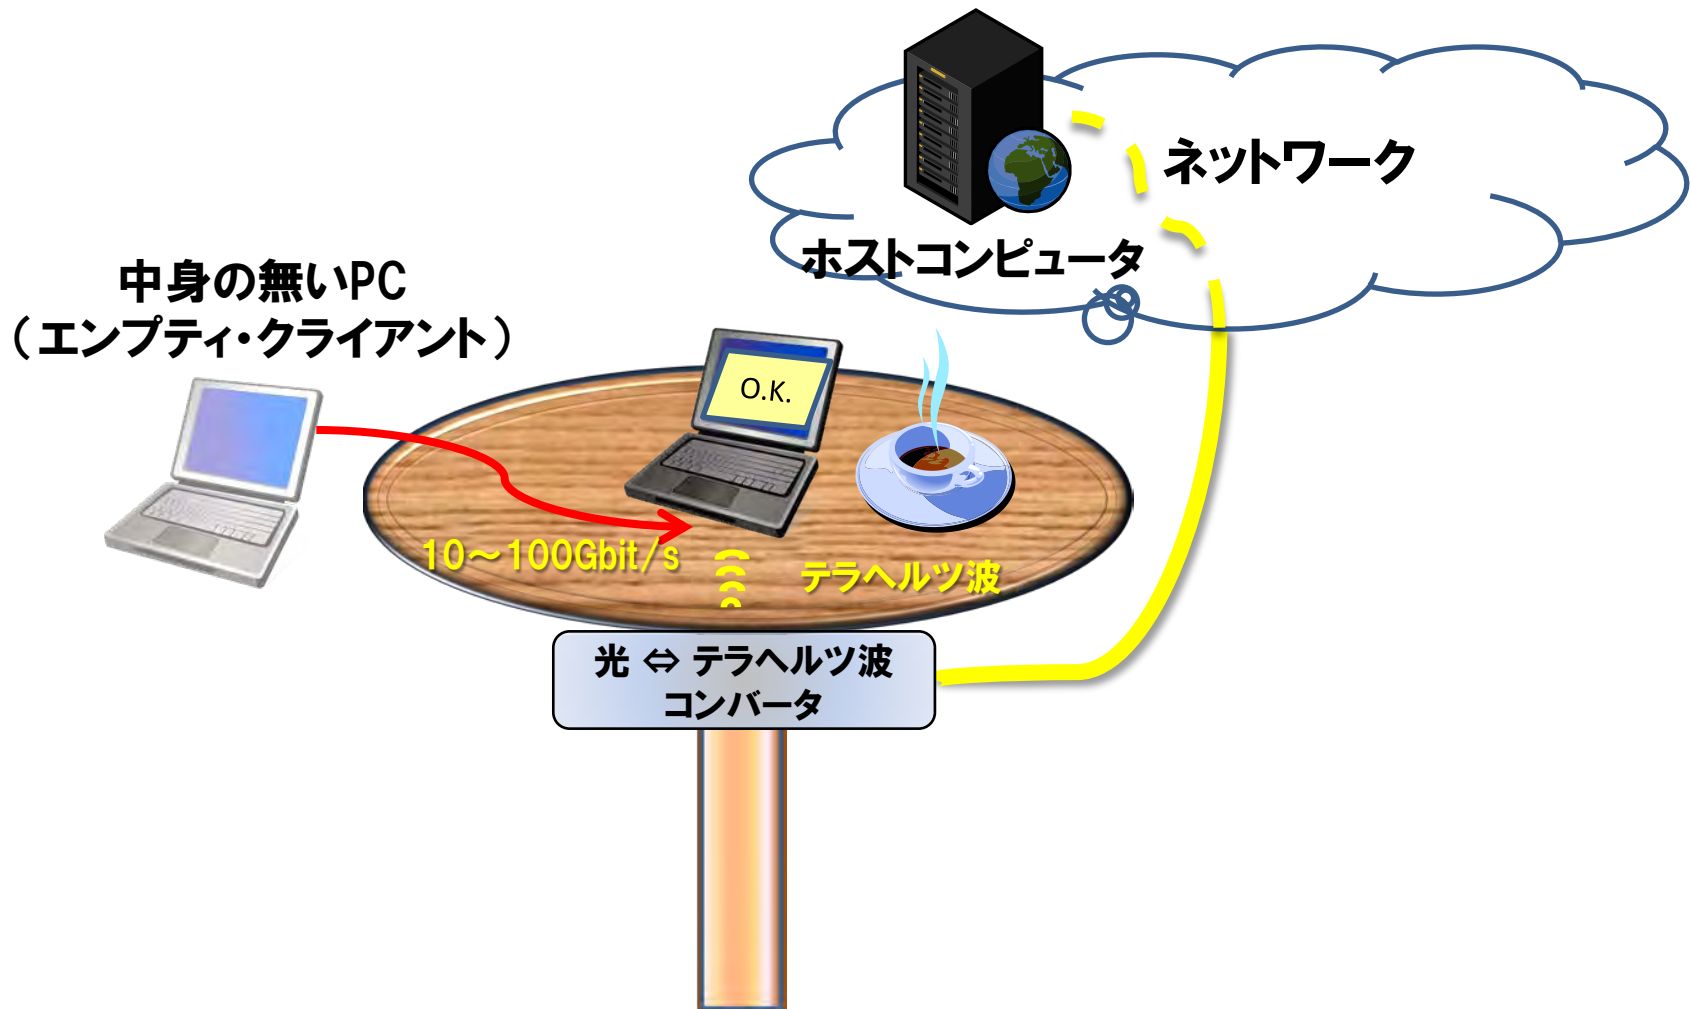 ネットワーク
ホストコンピュータ
中身の無いPC
（エンプティ・クライアント）
O.K.
10～100Gbit/s
テラヘルツ波
光 ⇔ テラヘルツ波
コンバータ